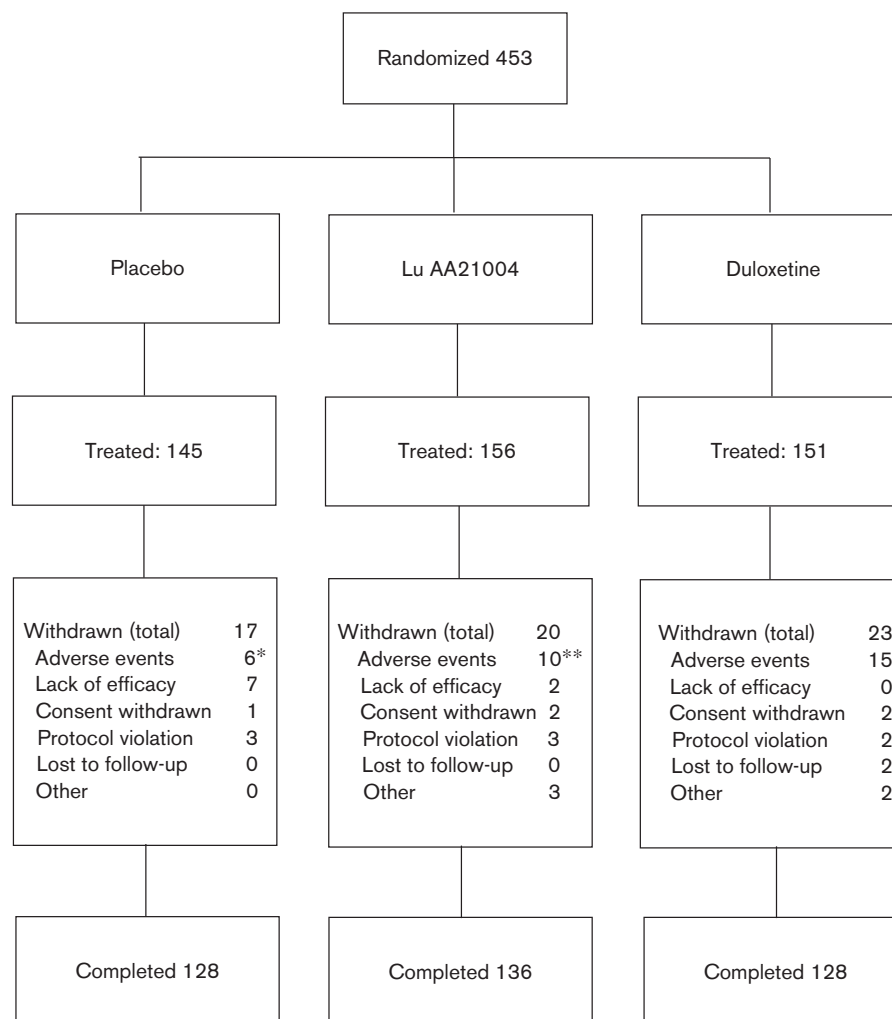 Randomized 453
Placebo
Lu AA21004
Duloxetine
Treated: 145
Treated: 156
Treated: 151
Withdrawn (total) 17
Adverse events 6*
Lack of efficacy 7
Consent withdrawn 1
Protocol violation 3
Lost to follow-up 0
Other 0
Withdrawn (total) 20
Adverse events 10**
Lack of efficacy 2
Consent withdrawn 2
Protocol violation 3
Lost to follow-up 0
Other 3
Withdrawn (total) 23
Adverse events 15
Lack of efficacy 0
Consent withdrawn 2
Protocol violation 2
Lost to follow-up 2
Other 2
Completed 128
Completed 136
Completed 128